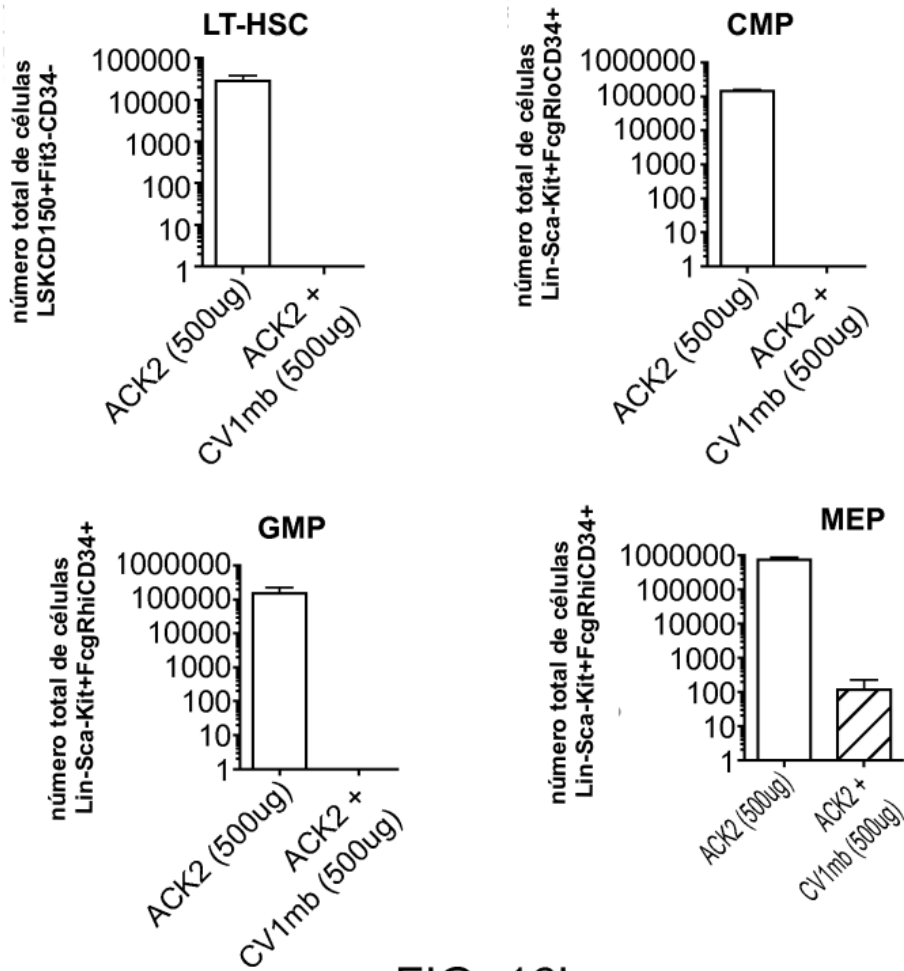 LT-HSC
número total de células
LSKCD150+Fit3-CD34-
100000
10000
1000
100
10
1
ACK2 (500ug)
ACK2 +
CV1mb (500ug)
CMP
número total de células
Lin-Sca-Kit+FcgRloCD34+
1000000
100000
10000
1000
100
10
1
ACK2 (500ug)
ACK2 +
CV1mb (500ug)
GMP
número total de células
Lin-Sca-Kit+FcgRhiCD34+
1000000
100000
10000
1000
100
10
1
ACK2 (500ug)
ACK2 +
CV1mb (500ug)
MEP
número total de células
Lin-Sca-Kit+FcgRhiCD34+
1000000
100000
10000
1000
100
10
1
ACK2 (500ug)
ACK2 +
CV1mb (500ug)